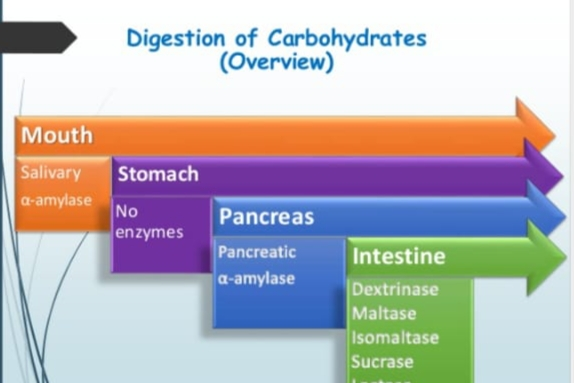 Digestion of Carbohydrates
(Overview)
Mouth
Salivary
α-amylase
Stomach
No
enzymes
Pancreas
Pancreatic
α-amylase
Intestine
Dextrinase
Maltase
Isomaltase
Sucrase